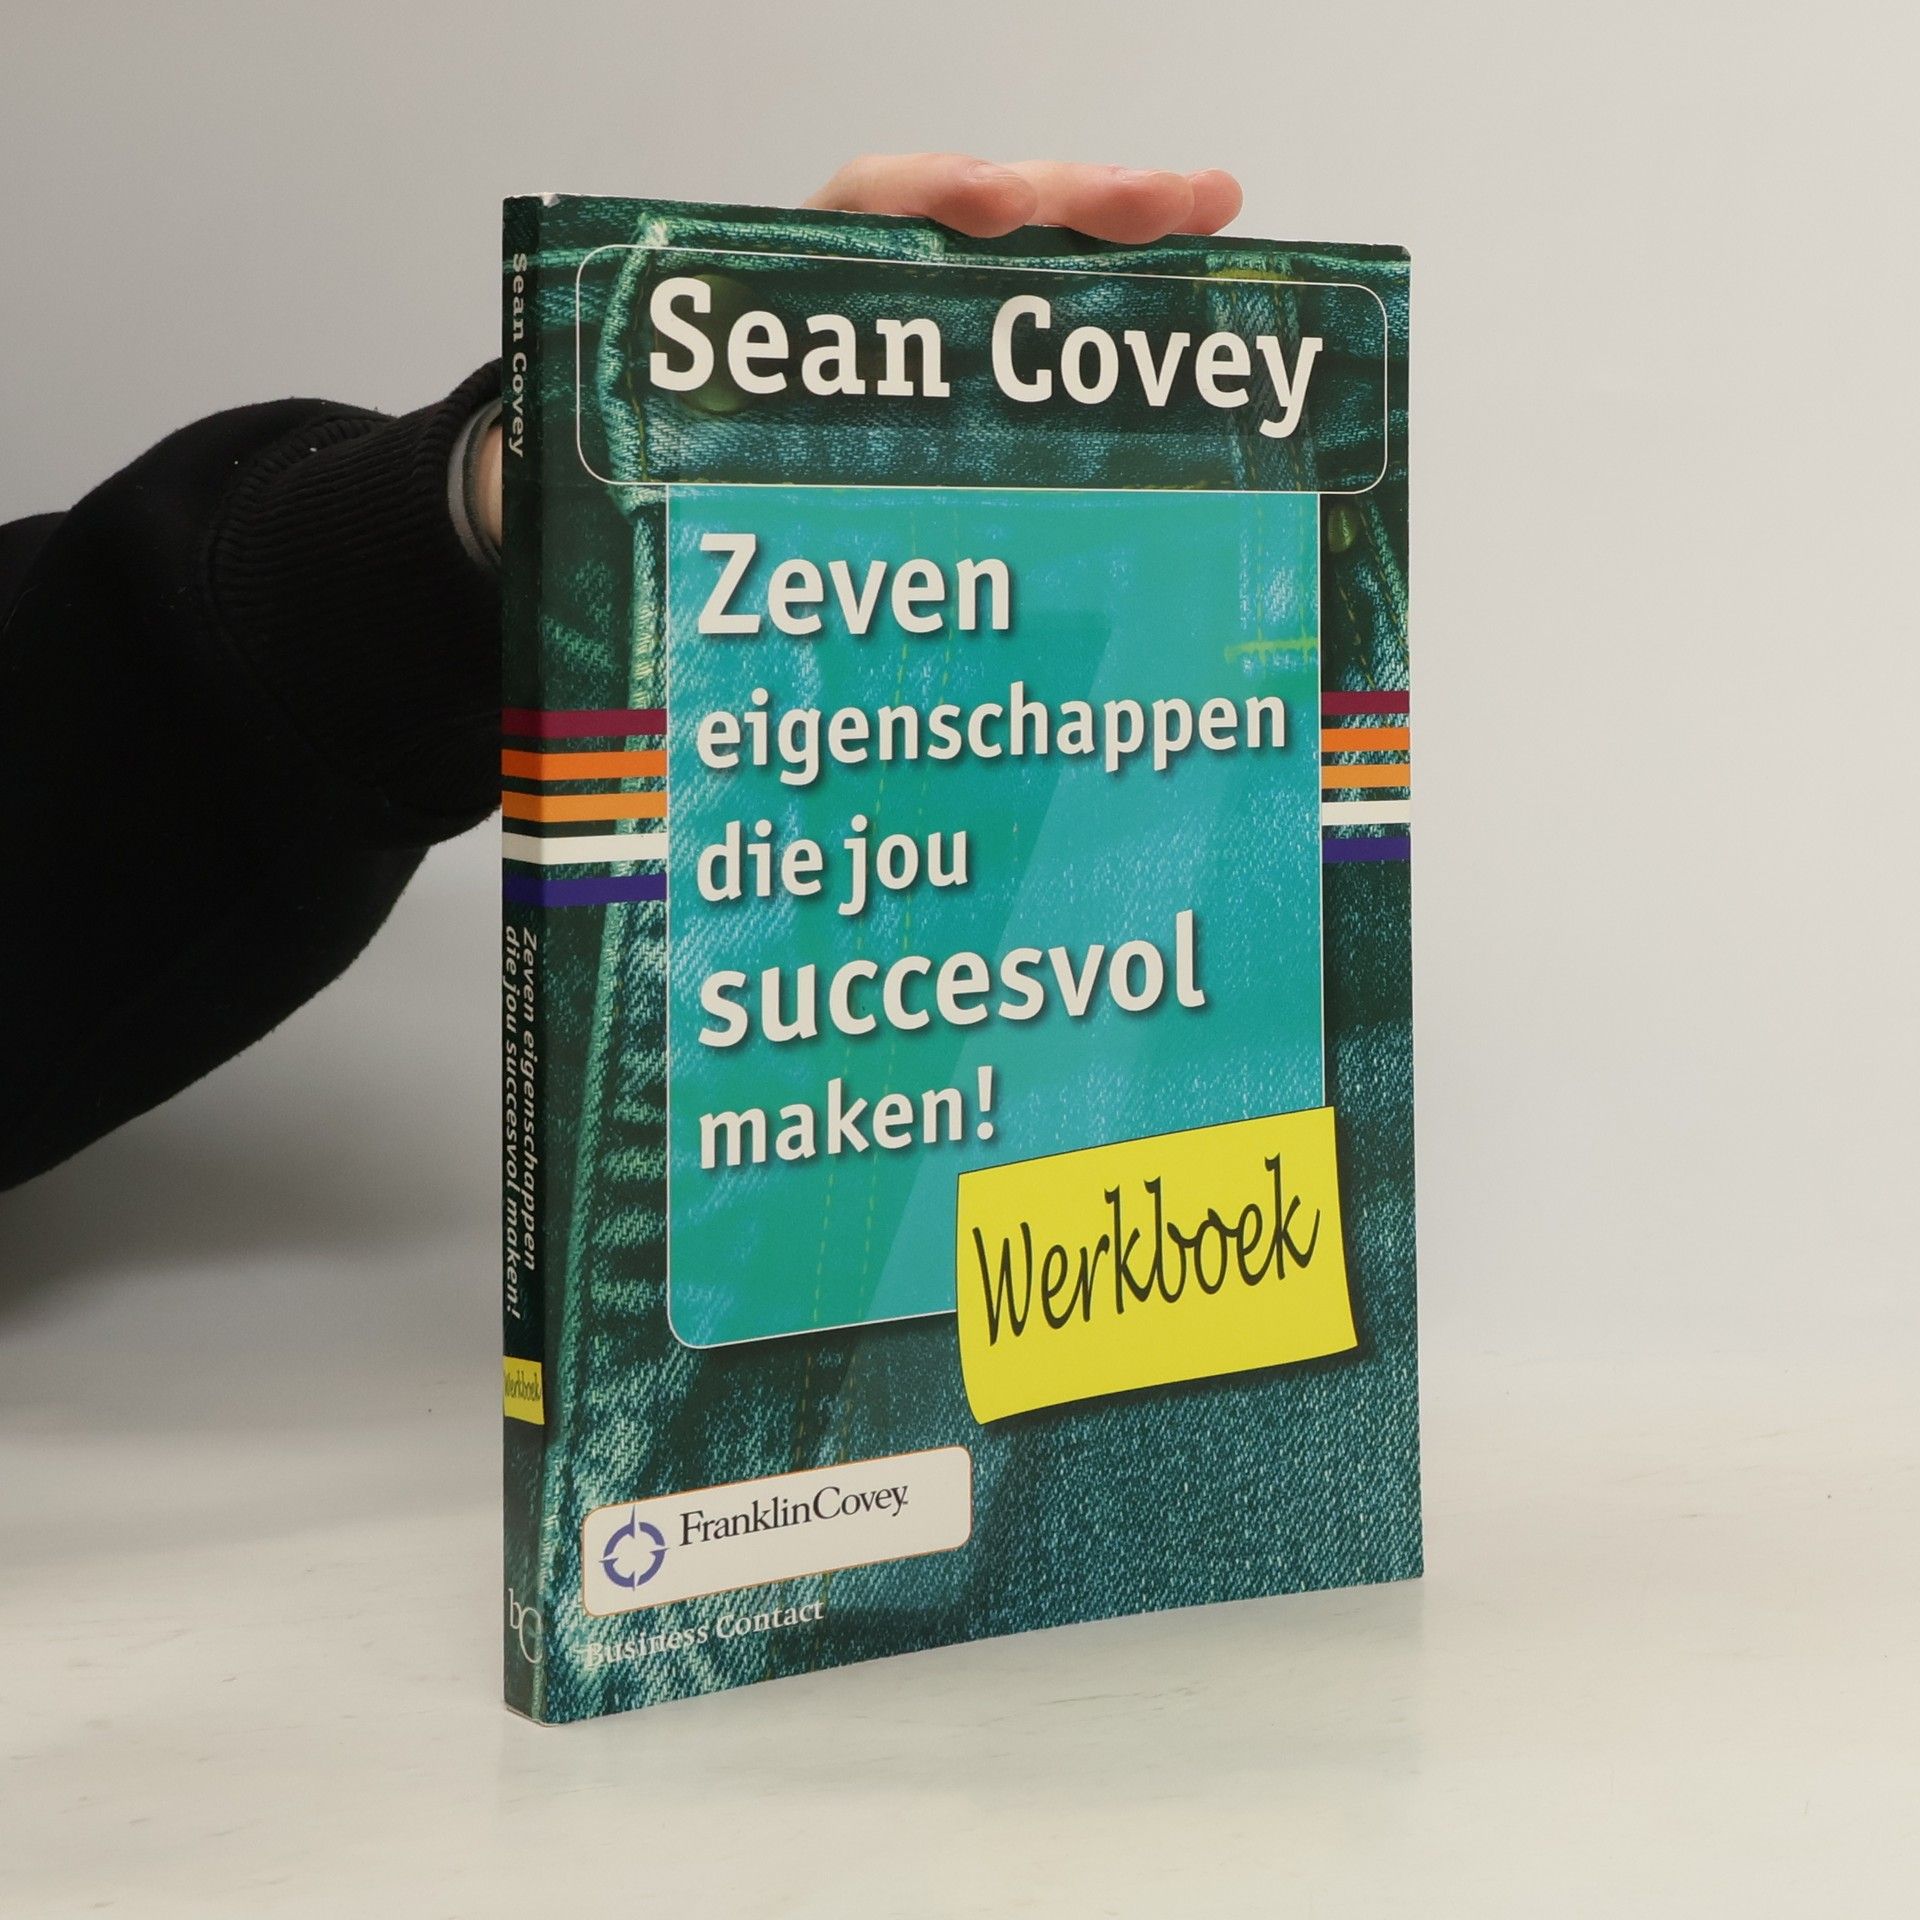 Sean Covey
Zeven
eigenschappen
die jou
succesvol
maken!
Werkboek
FranklinCovey
Business Contact
Sean Covey
Zeven eigenschappen
die jou succesvol maken!
Werkboek
bc